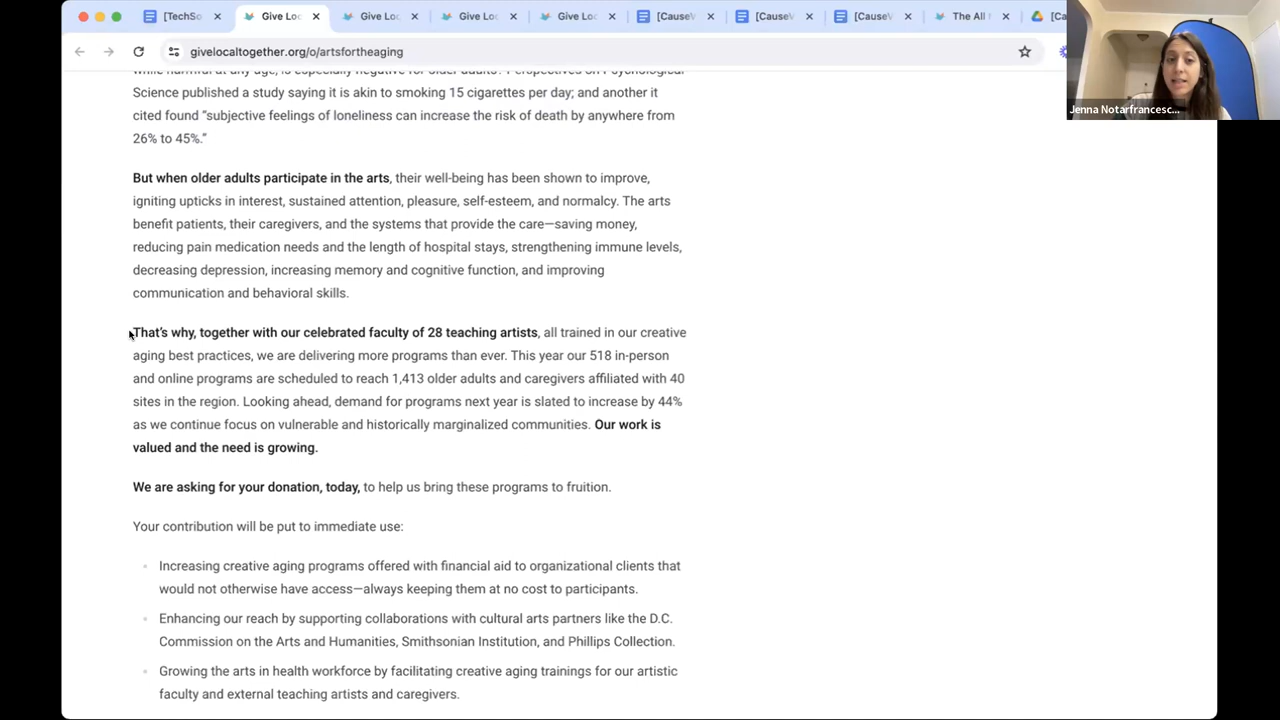 [TechSo
Give Loc
Give Loc
Give Loc
Give Loc
[CauseV
[CauseV
[CauseV
The All I
[Ca
givelocaltogether.org/o/artsfortheaging
Jenna Notarfrancesc...
while harmful at any age, is especially negative for older adults? Perspectives on Psychological
Science published a study saying it is akin to smoking 15 cigarettes per day; and another it
cited found “subjective feelings of loneliness can increase the risk of death by anywhere from
26% to 45%.”
But when older adults participate in the arts, their well-being has been shown to improve,
igniting upticks in interest, sustained attention, pleasure, self-esteem, and normalcy. The arts
benefit patients, their caregivers, and the systems that provide the care—saving money,
reducing pain medication needs and the length of hospital stays, strengthening immune levels,
decreasing depression, increasing memory and cognitive function, and improving
communication and behavioral skills.
That’s why, together with our celebrated faculty of 28 teaching artists, all trained in our creative
aging best practices, we are delivering more programs than ever. This year our 518 in-person
and online programs are scheduled to reach 1,413 older adults and caregivers affiliated with 40
sites in the region. Looking ahead, demand for programs next year is slated to increase by 44%
as we continue focus on vulnerable and historically marginalized communities. Our work is
valued and the need is growing.
We are asking for your donation, today, to help us bring these programs to fruition.
Your contribution will be put to immediate use:
Increasing creative aging programs offered with financial aid to organizational clients that
would not otherwise have access—always keeping them at no cost to participants.
Enhancing our reach by supporting collaborations with cultural arts partners like the D.C.
Commission on the Arts and Humanities, Smithsonian Institution, and Phillips Collection.
Growing the arts in health workforce by facilitating creative aging trainings for our artistic
faculty and external teaching artists and caregivers.